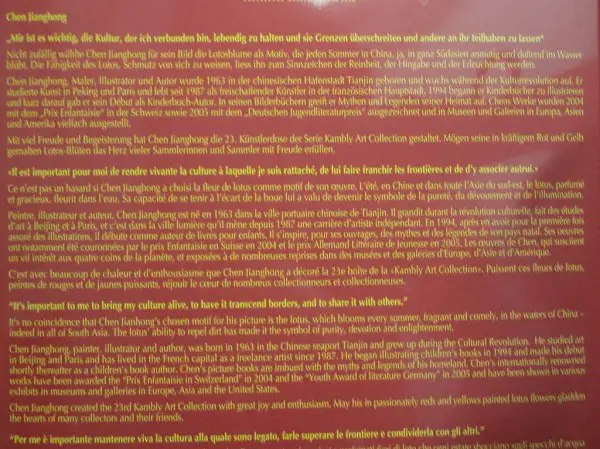 Chen Jianghong
„Mir ist es wichtig, die Kultur, der ich verbunden bin, lebendig zu halten und sie Grenzen überschreiten und andere an ihr teilhaben zu lassen“
Nicht zufällig wählte Chen Jianghong für sein Bild die Lotosblume als Motiv, die jeden Sommer in China, ja, in ganz Südasien anmutig und duftend im Wasser
blüht. Die Fähigkeit des Lotos, Schmutz von sich zu weisen, liess ihn zum Sinnzeichen der Reinheit, der Hingabe und der Erleuchtung werden.
Chen Jianghong, Maler, Illustrator und Autor wurde 1963 in der chinesischen Hafenstadt Tianjin geboren und wuchs während der Kulturrevolution auf. Er
studierte Kunst in Peking und Paris und lebt seit 1987 als freischaffender Künstler in der französischen Hauptstadt. 1994 begann er Kinderbücher zu illustrieren
und kurz darauf gab er sein Début als Kinderbuch-Autor. In seinen Bilderbüchern greift er Mythen und Legenden seiner Heimat auf. Chens Werke wurden 2004
mit dem „Prix Enfantaisie“ in der Schweiz sowie 2005 mit dem „Deutschen Jugendliteraturpreis“ ausgezeichnet und in Museen und Galerien in Europa, Asien
und Amerika vielfach ausgestellt.
Mit viel Freude und Begeisterung hat Chen Jianghong die 23. Künstlerdose der Serie Kambly Art Collection gestaltet. Mögen seine in kräftigem Rot und Gelb
gemalten Lotos-Blüten das Herz vieler Sammlerinnen und Sammler mit Freude erfüllen.
«Il est important pour moi de rendre vivante la culture à laquelle je suis rattaché, de lui faire franchir les frontières et de d'y associer autrui.»
Ce n'est pas un hasard si Chen Jianghong a choisi la fleur de lotus comme motif de son œuvre. L'été, en Chine et dans toute l'Asie du sud-est, le lotus, parfumé
et gracieux, fleurit dans l'eau. Sa capacité de se tenir à l'écart de la boue lui a valu de devenir le symbole de la pureté, du dévouement et de l'illumination.
Peintre, illustrateur et auteur, Chen Jianghong est né en 1963 dans la ville portuaire chinoise de Tianjin. Il grandit durant la révolution culturelle, fait des études
d'art à Beijing et à Paris, et c'est dans la ville lumière qu'il mène depuis 1987 une carrière d'artiste indépendant. En 1994, après en avoir pour la première fois
assuré des illustrations, il débute comme auteur de livres pour enfants. Il s'inspire, pour ses ouvrages, des mythes et des légendes de son pays natal. Ses œuvres
ont notamment été couronnées par le prix Enfantaisie en Suisse en 2004 et le prix Allemand Littéraire de Jeunesse en 2005. Les œuvres de Chen, qui suscitent
un vif intérêt aux quatre coins de la planète, et exposées à de nombreuses reprises dans des musées et des galeries d'Europe, d'Asie et d'Amérique.
C'est avec beaucoup de chaleur et d'enthousiasme que Chen Jianghong a décoré la 23e boîte de la «Kambly Art Collection». Puissent ces fleurs de lotus,
peintes de rouges et de jaunes puissants, réjouir le cœur de nombreux collectionneurs et collectionneuses.
"It's important to me to bring my culture alive, to have it transcend borders, and to share it with others."
It's no coincidence that Chen Jianhong's chosen motif for his picture is the lotus, which blooms every summer, fragrant and comely, in the waters of China –
indeed in all of South Asia. The lotus' ability to repel dirt has made it the symbol of purity, devotion and enlightenment.
Chen Jianghong, painter, illustrator and author, was born in 1963 in the Chinese seaport Tianjin and grew up during the Cultural Revolution. He studied art
in Beijing and Paris and has lived in the French capital as a freelance artist since 1987. He began illustrating children's books in 1994 and made his debut
shortly thereafter as a children's book author. Chen's picture books are imbued with the myths and legends of his homeland. Chen's internationally renowned
works have been awarded the "Prix Enfantaisie in Switzerland" in 2004 and the "Youth Award of literature Germany" in 2005 and have been shown in various
exhibits in museums and galleries in Europe, Asia and the United States.
Chen Jianghong created the 23rd Kambly Art Collection with great joy and enthusiasm. May his in passionately reds and yellows painted lotus flowers gladden
the hearts of many collectors and their friends.
"Per me è importante mantenere viva la cultura alla quale sono legato, farle superare le frontiere e condividerla con gli altri."